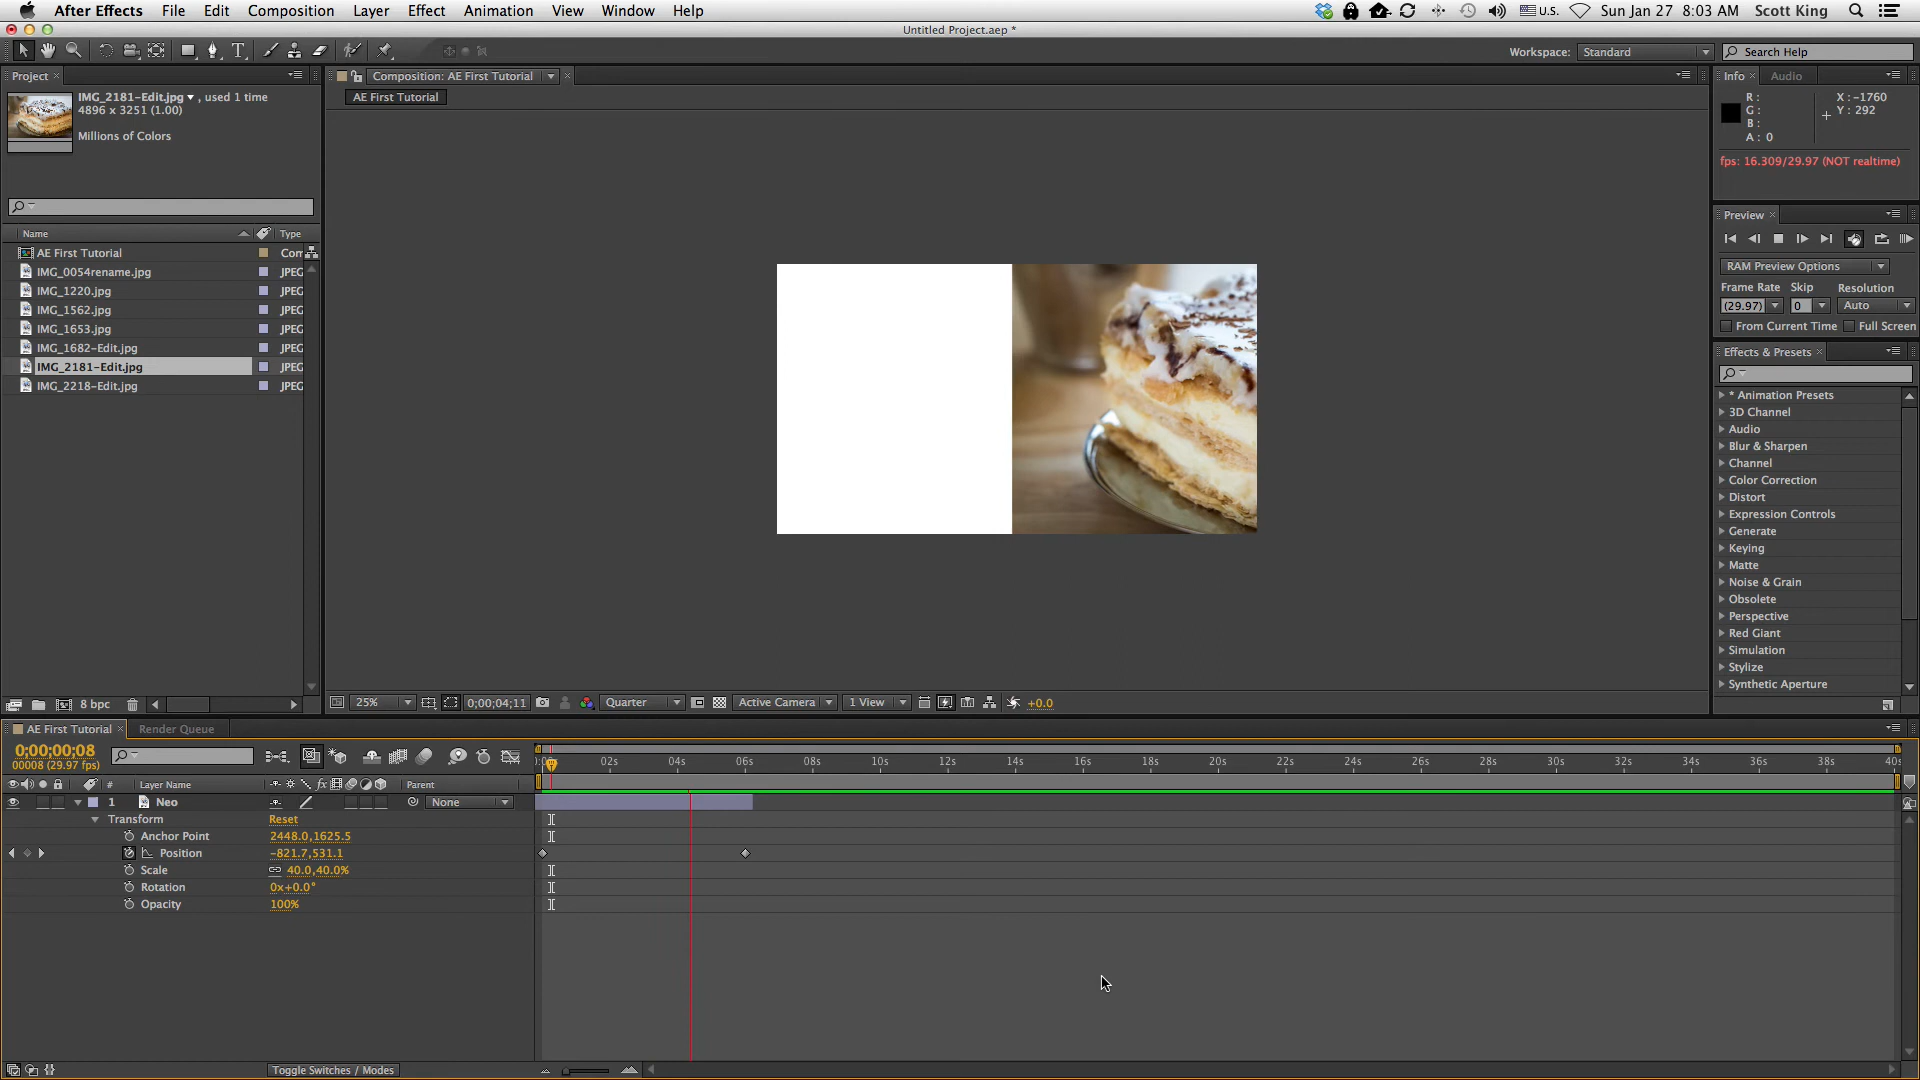 After Effects File Edit Composition Layer Effect Animation View Window Help U.S. Sun Jan 27 8:03 AM Scott King
Untitled Project.aep *
T Workspace: Standard Search Help
Project
IMG_2181-Edit.jpg , used 1 time
4896 x 3251 (1.00)
Millions of Colors
Name Type
AE First Tutorial Con
IMG_0054rename.jpg JPEG
IMG_1220.jpg JPEG
IMG_1562.jpg JPEG
IMG_1653.jpg JPEG
IMG_1682-Edit.jpg JPEG
IMG_2181-Edit.jpg JPEG
IMG_2218-Edit.jpg JPEG
8 bpc
Composition: AE First Tutorial
AE First Tutorial
25% 0;00;04;11 Quarter Active Camera 1 View +0.0
Info Audio
R : X : -1760
G : Y : 292
B :
A : 0
fps: 16.309/29.97 (NOT realtime)
Preview
RAM Preview Options
Frame Rate Skip Resolution
(29.97) 0 Auto
From Current Time Full Screen
Effects & Presets
* Animation Presets
3D Channel
Audio
Blur & Sharpen
Channel
Color Correction
Distort
Expression Controls
Generate
Keying
Matte
Noise & Grain
Obsolete
Perspective
Red Giant
Simulation
Stylize
Synthetic Aperture
AE First Tutorial Render Queue
0;00;00;08
00008 (29.97 fps)
02s 04s 06s 08s 10s 12s 14s 16s 18s 20s 22s 24s 26s 28s 30s 32s 34s 36s 38s 40s
# Layer Name fx Parent
1 Neo None
Transform Reset
Anchor Point 2448.0,1625.5
Position -821.7,531.1
Scale 40.0,40.0%
Rotation 0x+0.0°
Opacity 100%
Toggle Switches / Modes